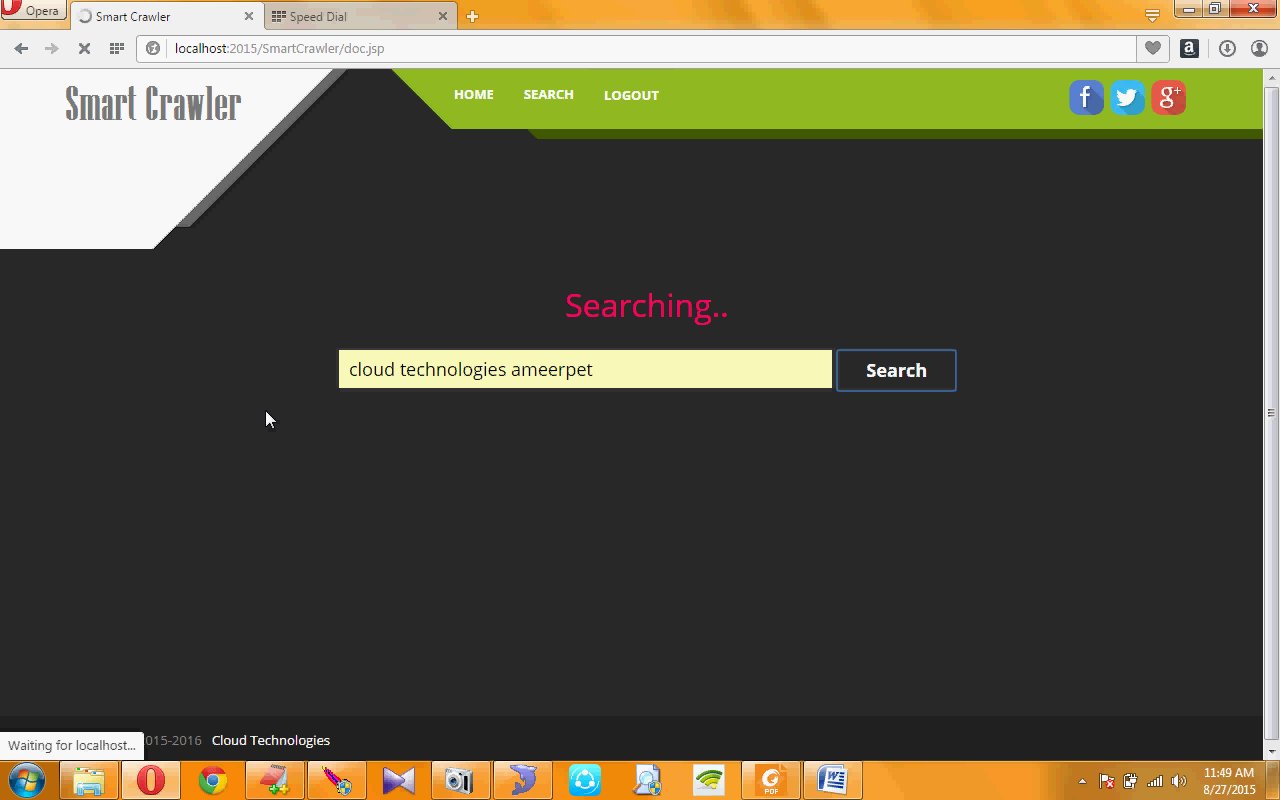 Opera
Smart Crawler
Speed Dial
localhost:2015/SmartCrawler/doc.jsp
a
Smart Crawler
HOME
SEARCH
LOGOUT
f
g+
Searching..
cloud technologies ameerpet
Search
Waiting for localhost...
015-2016 Cloud Technologies
PDF
W
11:49 AM
8/27/2015